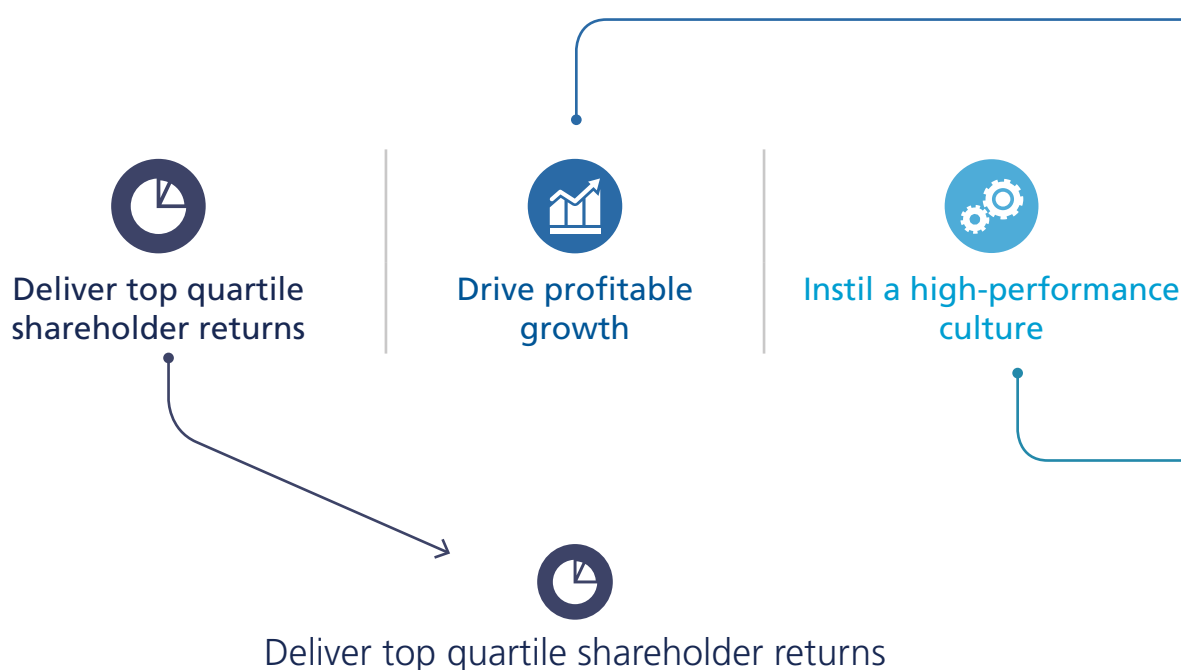 Deliver top quartile
shareholder returns
Drive profitable
growth
Instil a high-performance
culture
Deliver top quartile shareholder returns